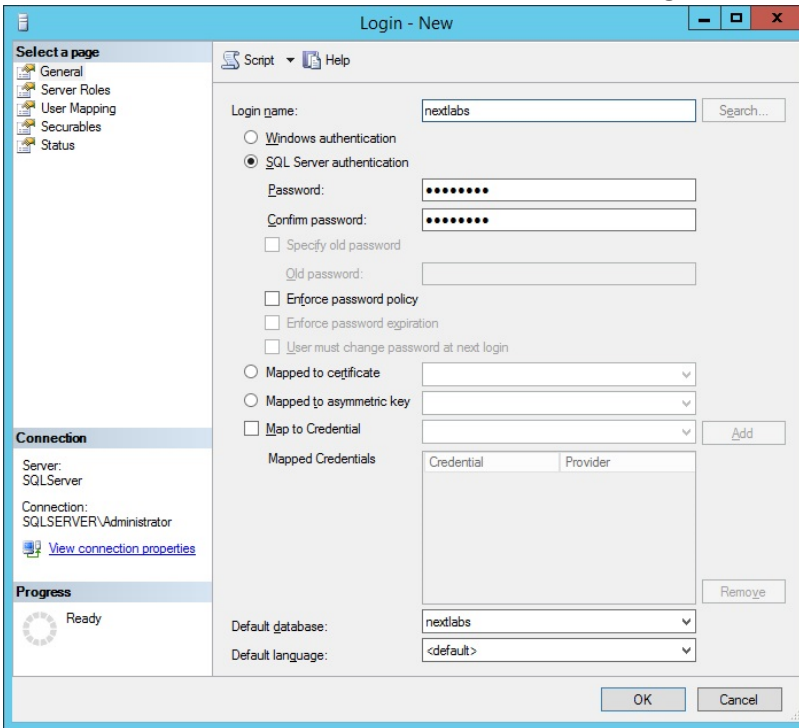 Login - New
Select a page
General
Server Roles
User Mapping
Securables
Status
Script
Help
Login name:
nextlabs
Search...
Windows authentication
SQL Server authentication
Password:
●●●●●●●●
Confirm password:
●●●●●●●●
Specify old password
Old password:
Enforce password policy
Enforce password expiration
User must change password at next login
Mapped to certificate
Mapped to asymmetric key
Map to Credential
Add
Mapped Credentials
Credential Provider
Remove
Default database:
nextlabs
Default language:
<default>
Connection
Server:
SQLServer
Connection:
SQLSERVER\Administrator
View connection properties
Progress
Ready
OK
Cancel